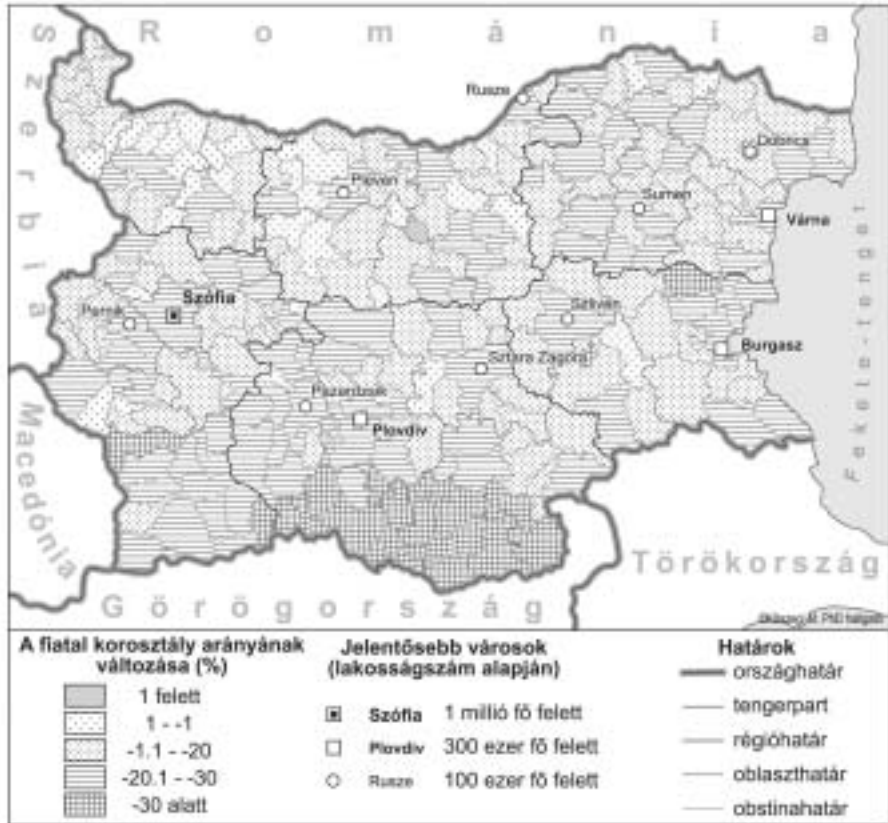 Románia
Szerbia
Rusze
Dobrics
Pleven
Sumen
Várna
Fekete-tenger
Szófia
Pernik
Szliven
Burgasz
Sztara Zagora
Pazardzsik
Plovdiv
Macedónia
Törökország
Görögország
A fiatal korosztály arányának
változása (%)
1 felett
1 - -1
-1.1 - -20
-20.1 - -30
-30 alatt
Jelentősebb városok
(lakosságszám alapján)
Szófia 1 millió fő felett
Plovdiv 300 ezer fő felett
Rusze 100 ezer fő felett
Határok
országhatár
tengerpart
régióhatár
oblaszthatár
obstinahatár